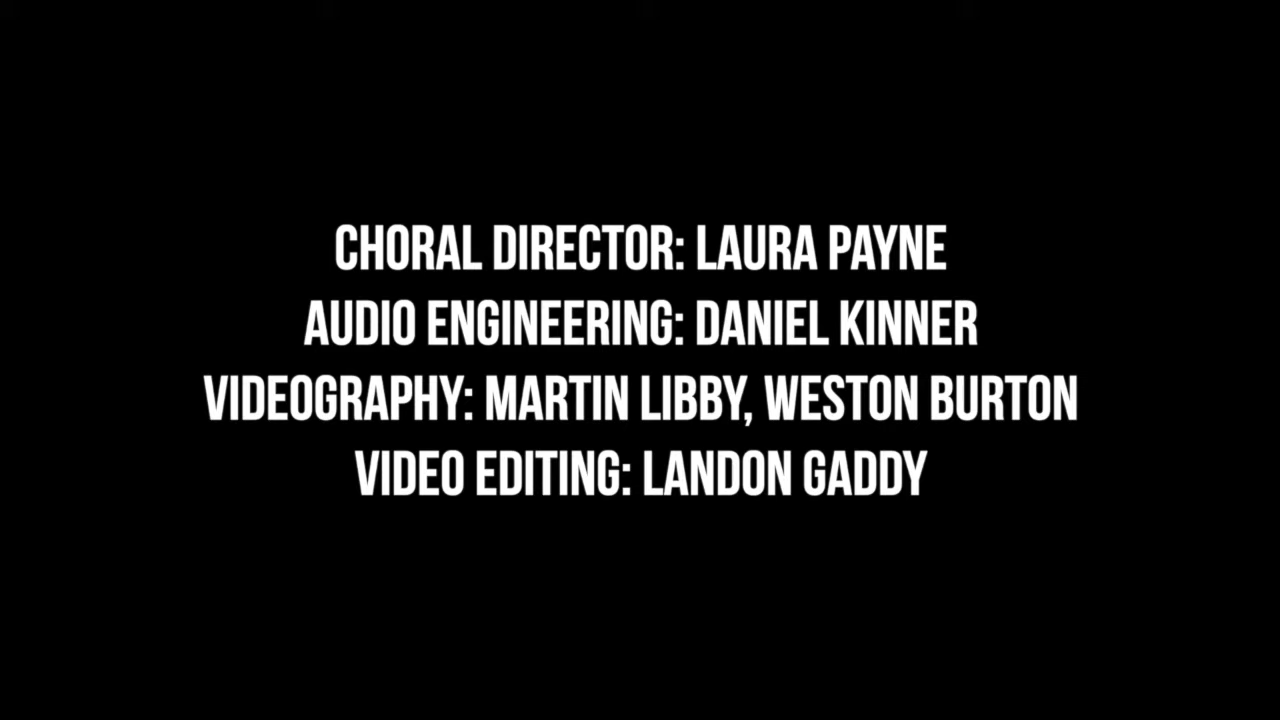 CHORAL DIRECTOR: LAURA PAYNE
AUDIO ENGINEERING: DANIEL KINNER
VIDEOGRAPHY: MARTIN LIBBY, WESTON BURTON
VIDEO EDITING: LANDON GADDY